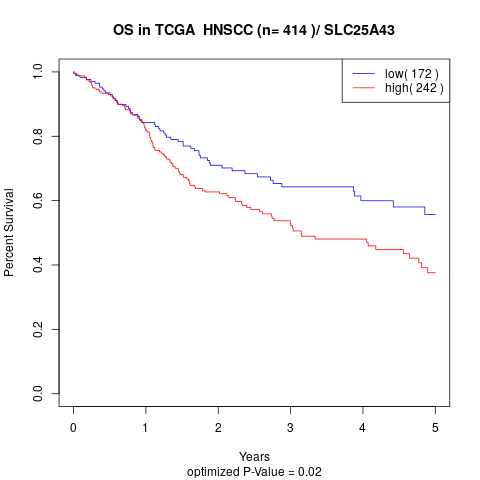 OS in TCGA  HNSCC (n= 414 )/ SLC25A43
low( 172 )
high( 242 )
Percent Survival
1.0
0.8
0.6
0.4
0.2
0.0
0 1 2 3 4 5
Years
optimized P-Value = 0.02